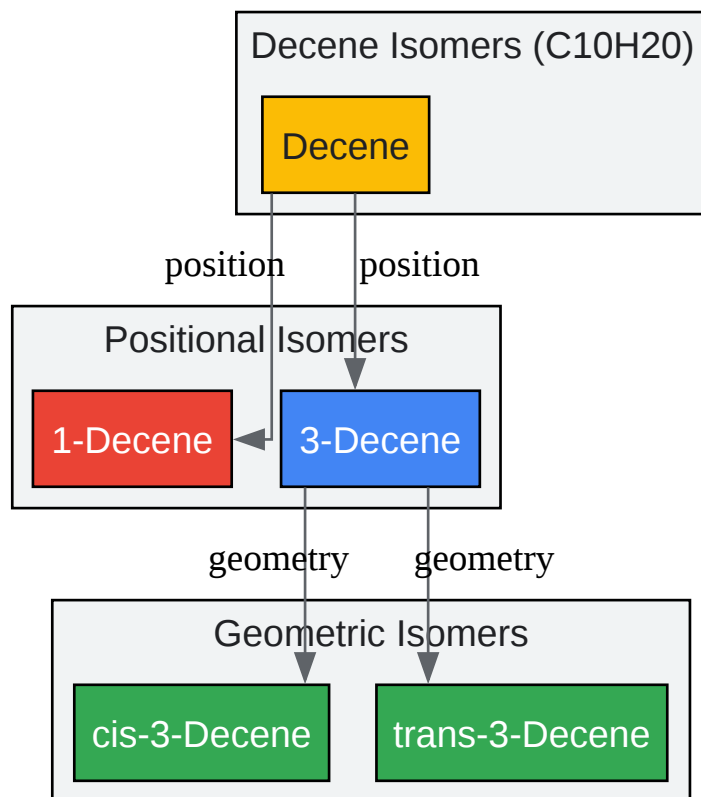 Decene Isomers (C10H20)
Decene
position
position
Positional Isomers
1-Decene
3-Decene
geometry
geometry
Geometric Isomers
cis-3-Decene
trans-3-Decene